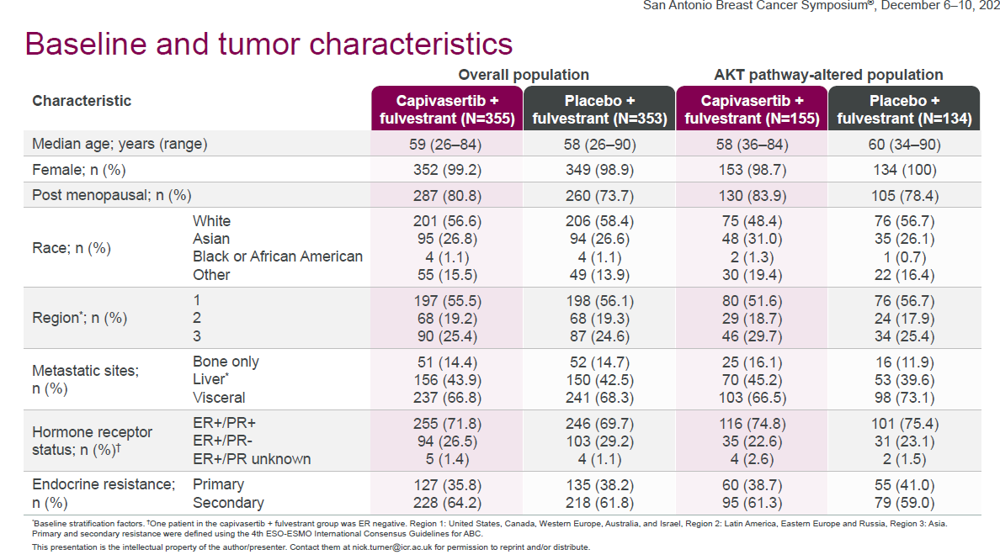 San Antonio Breast Cancer Symposium®, December 6–10, 202
Baseline and tumor characteristics
Overall population AKT pathway-altered population
Characteristic Capivasertib + fulvestrant (N=355) Placebo + fulvestrant (N=353) Capivasertib + fulvestrant (N=155) Placebo + fulvestrant (N=134)
Median age; years (range) 59 (26–84) 58 (26–90) 58 (36–84) 60 (34–90)
Female; n (%) 352 (99.2) 349 (98.9) 153 (98.7) 134 (100)
Post menopausal; n (%) 287 (80.8) 260 (73.7) 130 (83.9) 105 (78.4)
Race; n (%)
White 201 (56.6) 206 (58.4) 75 (48.4) 76 (56.7)
Asian 95 (26.8) 94 (26.6) 48 (31.0) 35 (26.1)
Black or African American 4 (1.1) 4 (1.1) 2 (1.3) 1 (0.7)
Other 55 (15.5) 49 (13.9) 30 (19.4) 22 (16.4)
Region*; n (%)
1 197 (55.5) 198 (56.1) 80 (51.6) 76 (56.7)
2 68 (19.2) 68 (19.3) 29 (18.7) 24 (17.9)
3 90 (25.4) 87 (24.6) 46 (29.7) 34 (25.4)
Metastatic sites;
n (%)
Bone only 51 (14.4) 52 (14.7) 25 (16.1) 16 (11.9)
Liver* 156 (43.9) 150 (42.5) 70 (45.2) 53 (39.6)
Visceral 237 (66.8) 241 (68.3) 103 (66.5) 98 (73.1)
Hormone receptor
status; n (%)†
ER+/PR+ 255 (71.8) 246 (69.7) 116 (74.8) 101 (75.4)
ER+/PR- 94 (26.5) 103 (29.2) 35 (22.6) 31 (23.1)
ER+/PR unknown 5 (1.4) 4 (1.1) 4 (2.6) 2 (1.5)
Endocrine resistance;
n (%)
Primary 127 (35.8) 135 (38.2) 60 (38.7) 55 (41.0)
Secondary 228 (64.2) 218 (61.8) 95 (61.3) 79 (59.0)
*Baseline stratification factors. †One patient in the capivasertib + fulvestrant group was ER negative. Region 1: United States, Canada, Western Europe, Australia, and Israel, Region 2: Latin America, Eastern Europe and Russia, Region 3: Asia.
Primary and secondary resistance were defined using the 4th ESO-ESMO International Consensus Guidelines for ABC.
This presentation is the intellectual property of the author/presenter. Contact them at nick.turner@icr.ac.uk for permission to reprint and/or distribute.